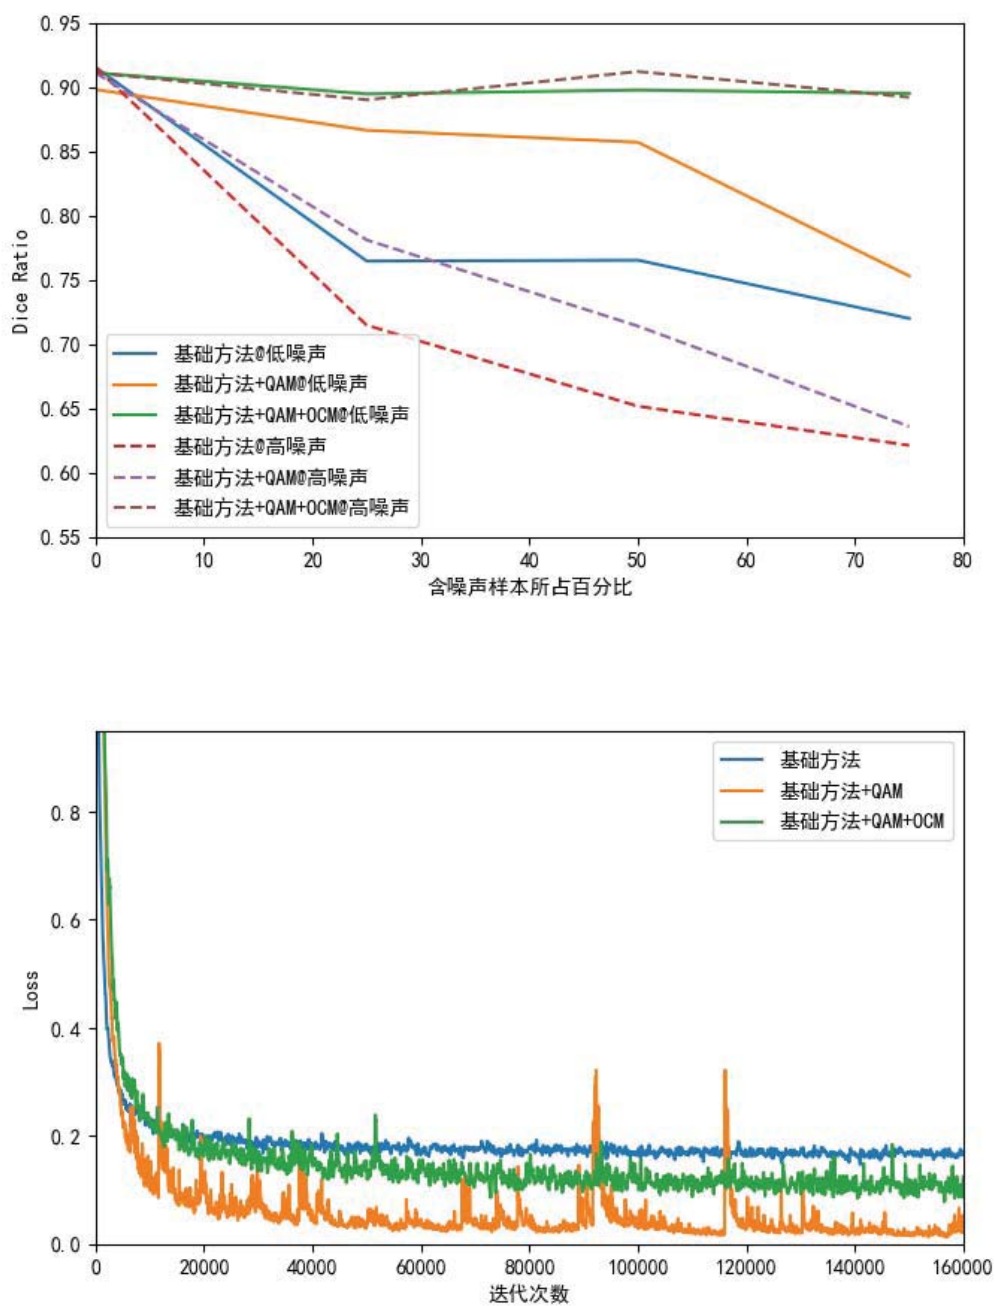 0.95
0.90
0.85
0.80
0.75
0.70
0.65
0.60
0.55
Dice Ratio
基础方法@低噪声
基础方法+QAM@低噪声
基础方法+QAM+OCM@低噪声
基础方法@高噪声
基础方法+QAM@高噪声
基础方法+QAM+OCM@高噪声
0 10 20 30 40 50 60 70 80
含噪声样本所占百分比
0.8
0.6
0.4
0.2
0.0
Loss
基础方法
基础方法+QAM
基础方法+QAM+OCM
0 20000 40000 60000 80000 100000 120000 140000 160000
迭代次数